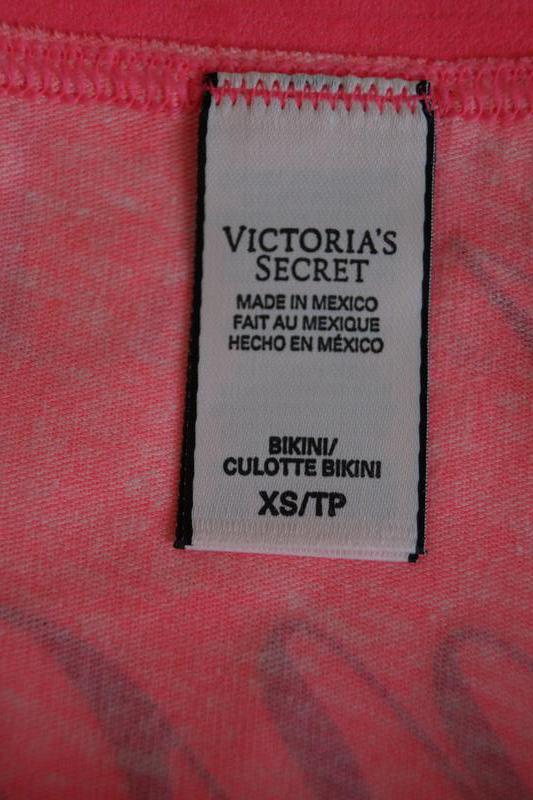 VICTORIA'S
SECRET
MADE IN MEXICO
FAIT AU MEXIQUE
HECHO EN MÉXICO
BIKINI/
CULOTTE BIKINI
XS/TP